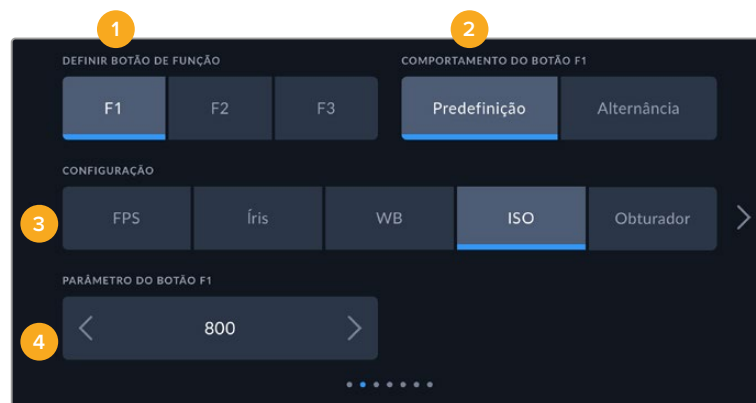 1 2
DEFINIR BOTÃO DE FUNÇÃO COMPORTAMENTO DO BOTÃO F1
F1 F2 F3 Predefinição Alternância
CONFIGURAÇÃO
3 FPS Íris WB ISO Obturador
PARÂMETRO DO BOTÃO F1
4 800